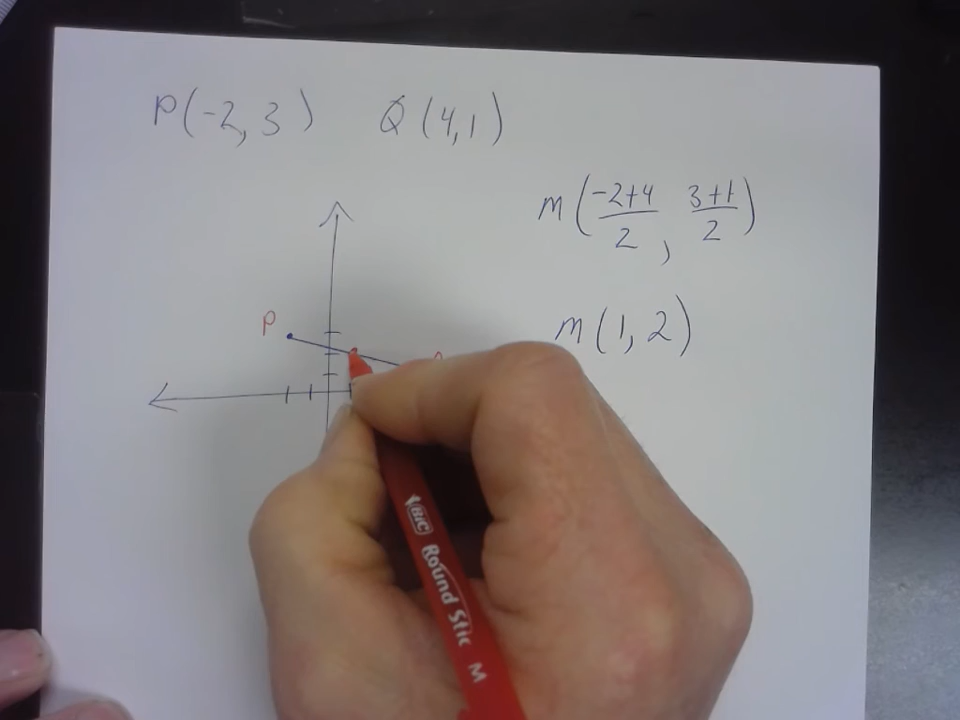 P(-2, 3) Q(4,1)
m(-2+4/2, 3+1/2)
m(1, 2)
P
BIC Round Stic M